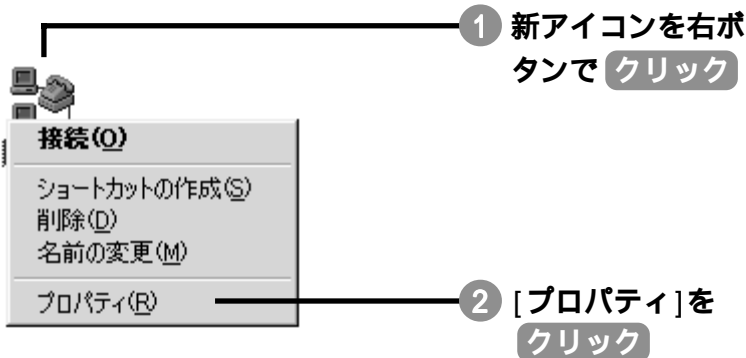 1 新アイコンを右ボ
タンで クリック
接続(O)
ショートカットの作成(S)
削除(D)
名前の変更(M)
プロパティ(R)
2 [プロパティ]を
クリック